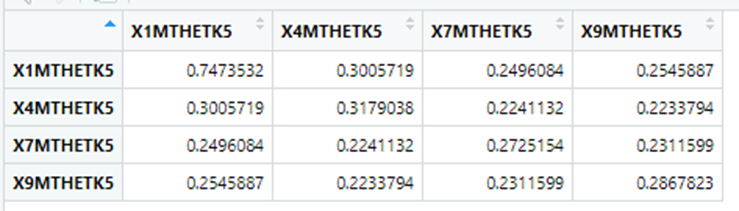 X1MTHETK5 X4MTHETK5 X7MTHETK5 X9MTHETK5
X1MTHETK5 0.7473532 0.3005719 0.2496084 0.2545887
X4MTHETK5 0.3005719 0.3179038 0.2241132 0.2233794
X7MTHETK5 0.2496084 0.2241132 0.2725154 0.2311599
X9MTHETK5 0.2545887 0.2233794 0.2311599 0.2867823